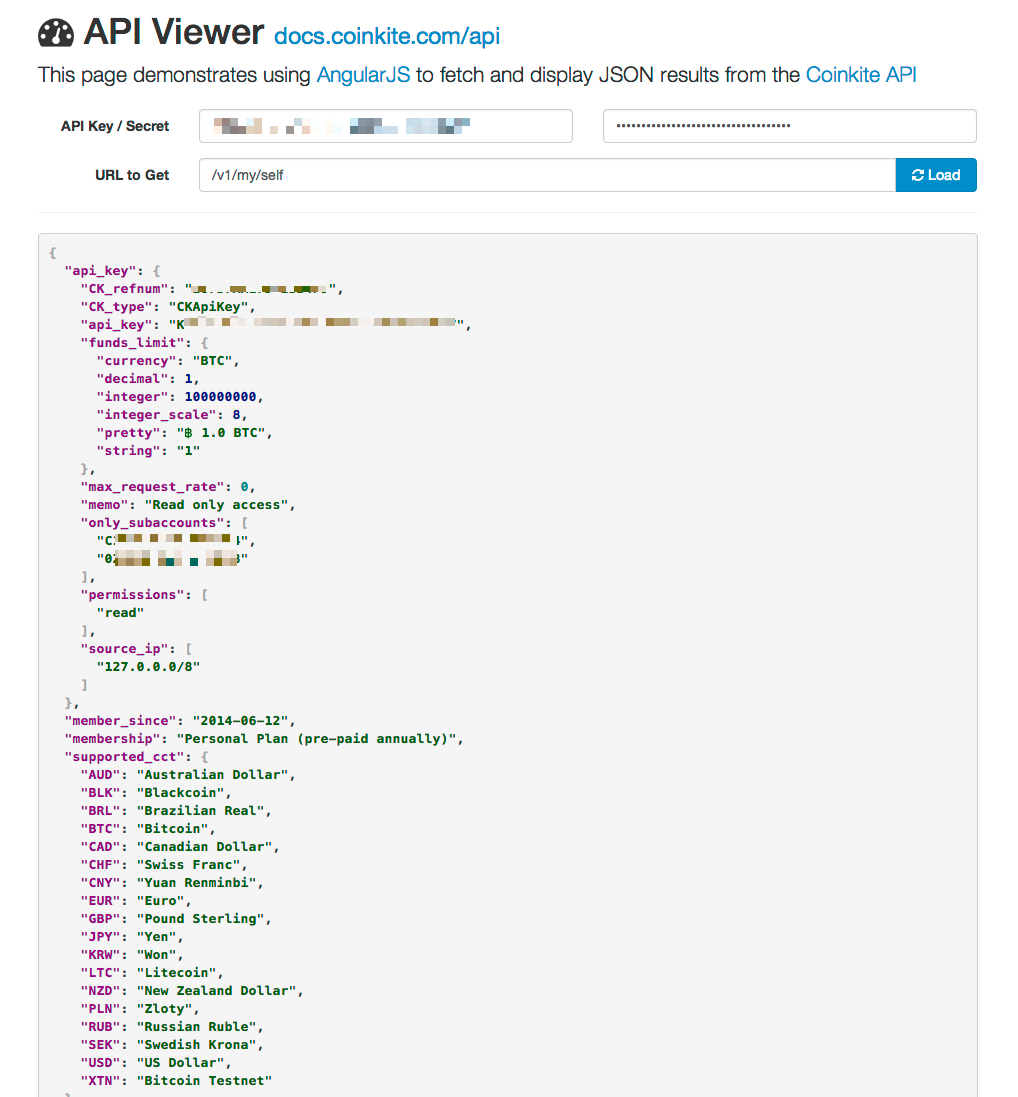 API Viewer docs.coinkite.com/api
This page demonstrates using AngularJS to fetch and display JSON results from the Coinkite API
API Key / Secret
URL to Get /v1/my/self Load
{
"api_key": {
"CK_refnum": "",
"CK_type": "CKApiKey",
"api_key": "K",
"funds_limit": {
"currency": "BTC",
"decimal": 1,
"integer": 100000000,
"integer_scale": 8,
"pretty": "฿ 1.0 BTC",
"string": "1"
},
"max_request_rate": 0,
"memo": "Read only access",
"only_subaccounts": [
],
"permissions": [
"read"
],
"source_ip": [
"127.0.0.0/8"
]
},
"member_since": "2014-06-12",
"membership": "Personal Plan (pre-paid annually)",
"supported_cct": {
"AUD": "Australian Dollar",
"BLK": "Blackcoin",
"BRL": "Brazilian Real",
"BTC": "Bitcoin",
"CAD": "Canadian Dollar",
"CHF": "Swiss Franc",
"CNY": "Yuan Renminbi",
"EUR": "Euro",
"GBP": "Pound Sterling",
"JPY": "Yen",
"KRW": "Won",
"LTC": "Litecoin",
"NZD": "New Zealand Dollar",
"PLN": "Zloty",
"RUB": "Russian Ruble",
"SEK": "Swedish Krona",
"USD": "US Dollar",
"XTN": "Bitcoin Testnet"